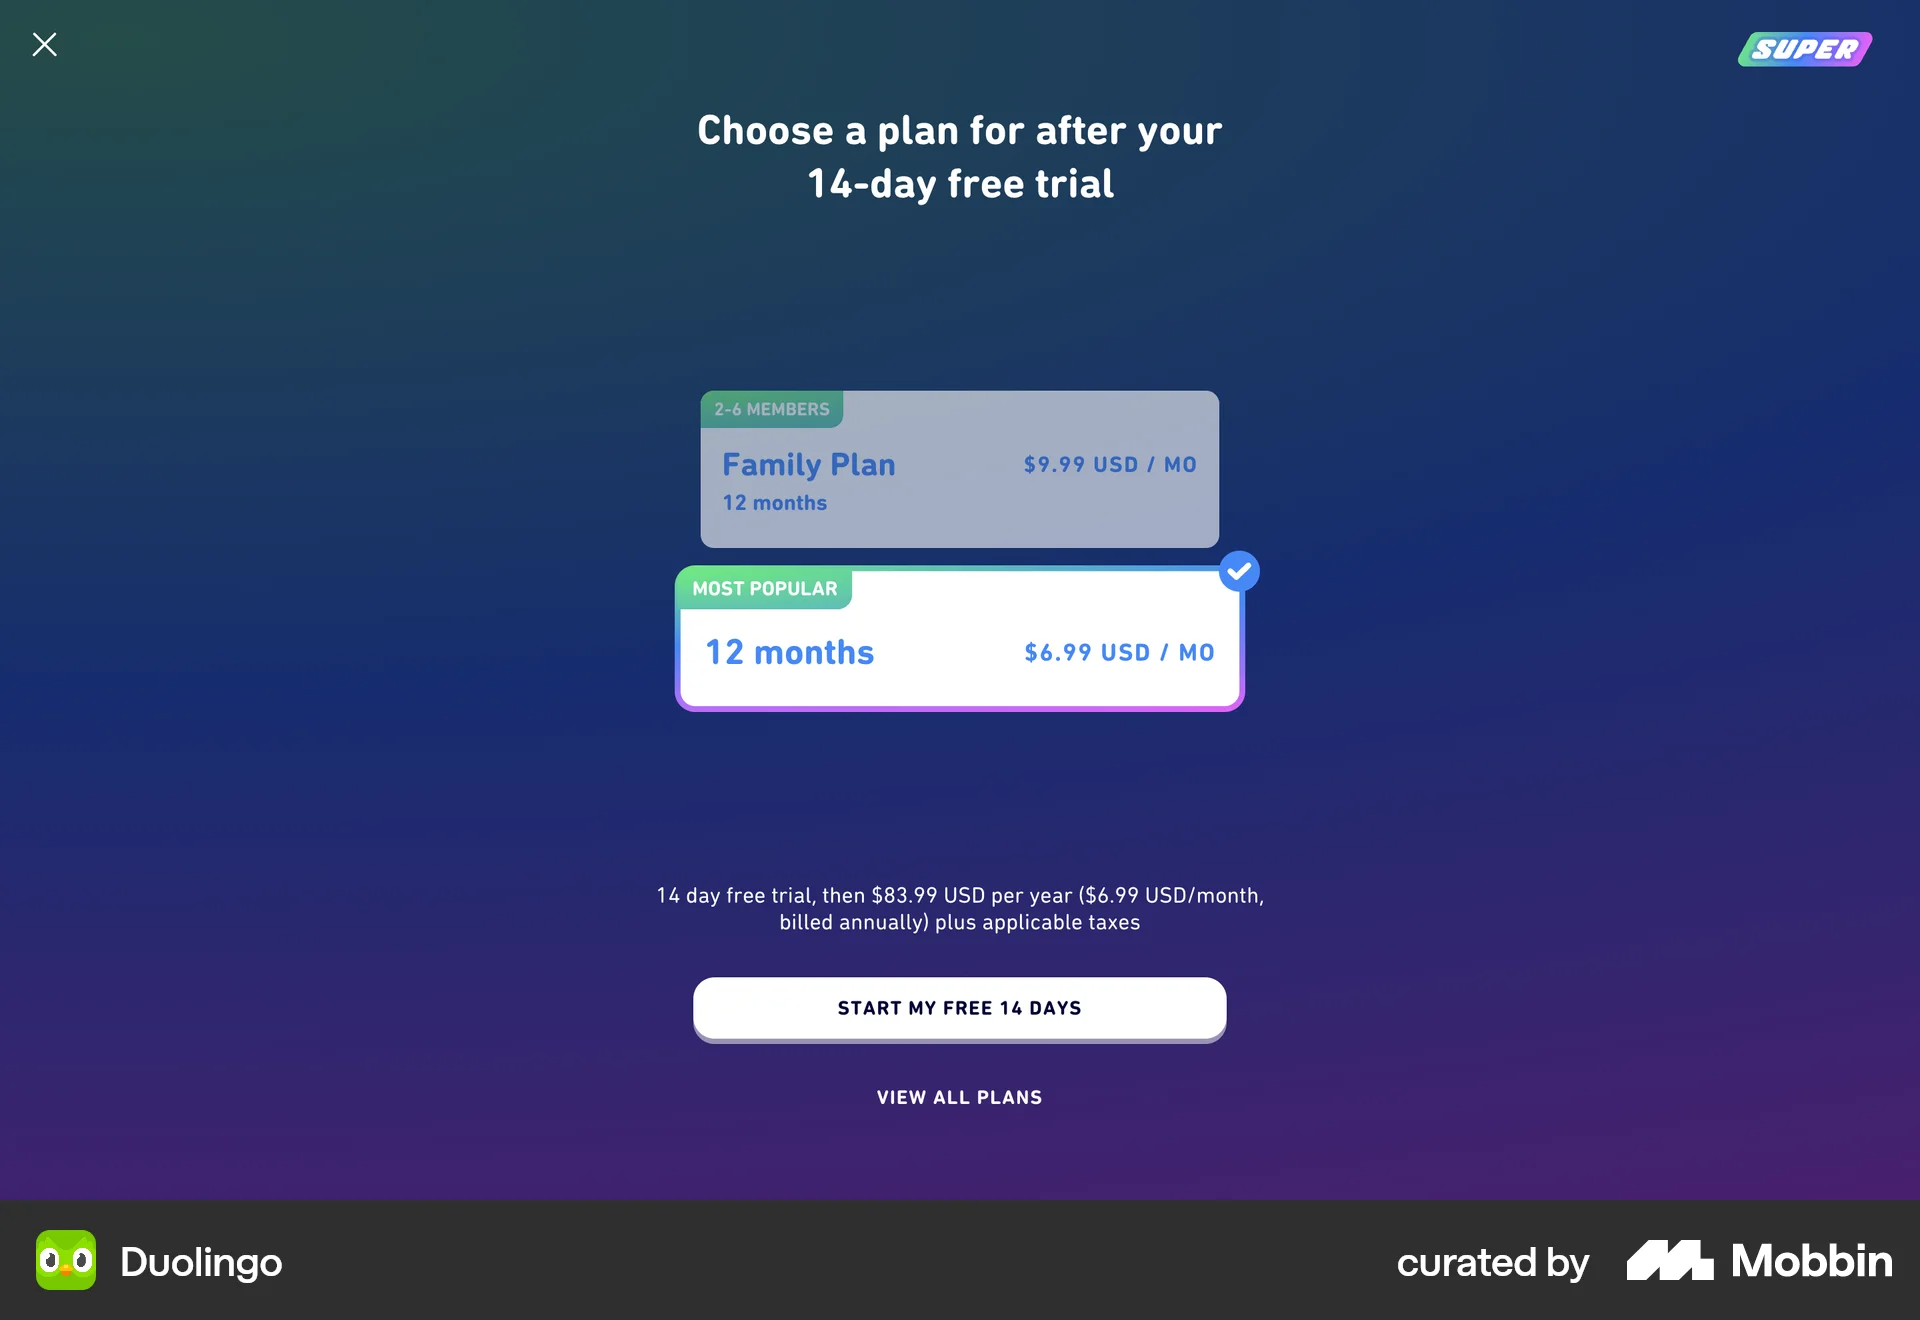 SUPER
Choose a plan for after your
14-day free trial
2-6 MEMBERS
Family Plan
$9.99 USD / MO
12 months
MOST POPULAR
12 months
$6.99 USD / MO
14 day free trial, then $83.99 USD per year ($6.99 USD/month,
billed annually) plus applicable taxes
START MY FREE 14 DAYS
VIEW ALL PLANS
Duolingo
curated by
Mobbin